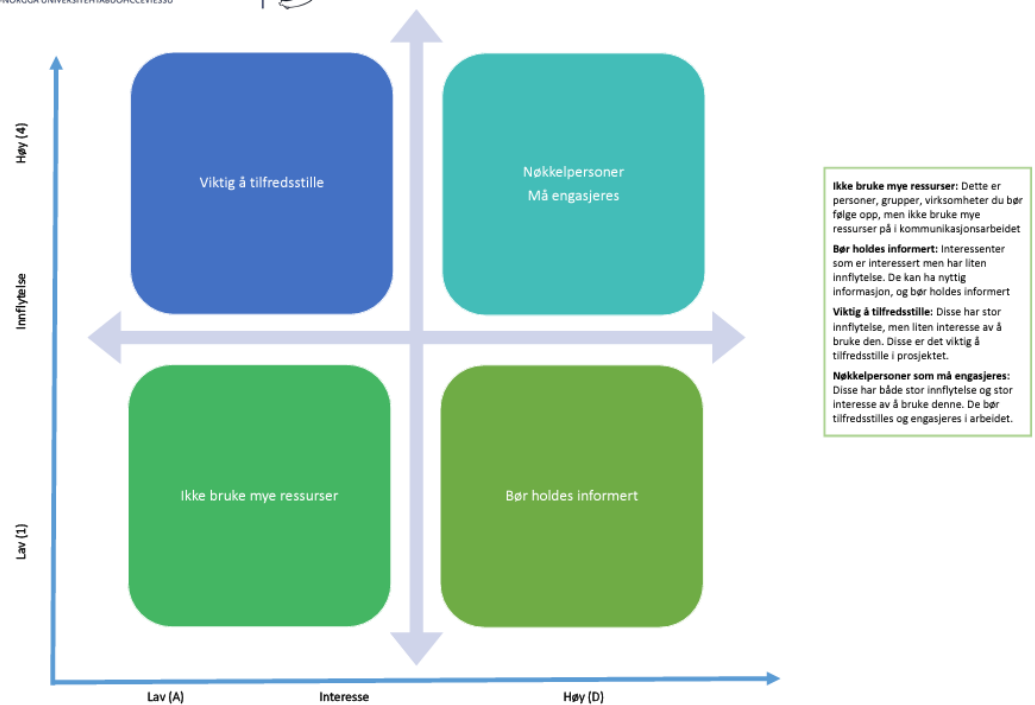 Høy (4)
Innflytelse
Lav (1)
Viktig å tilfredsstille
Nøkkelpersoner
Må engasjeres
Ikke bruke mye ressurser
Bør holdes informert
Lav (A)
Interesse
Høy (D)
Ikke bruke mye ressurser: Dette er
personer, grupper, virksomheter du bør
følge opp, men ikke bruke mye
ressurser på i kommunikasjonsarbeidet
Bør holdes informert: Interessenter
som er interessert men har liten
innflytelse. De kan ha nyttig
informasjon, og bør holdes informert
Viktig å tilfredsstille: Disse har stor
innflytelse, men liten interesse av å
bruke den. Disse er det viktig å
tilfredsstille i prosjektet.
Nøkkelpersoner som må engasjeres:
Disse har både stor innflytelse og stor
interesse av å bruke denne. De bør
tilfredsstilles og engasjeres i arbeidet.